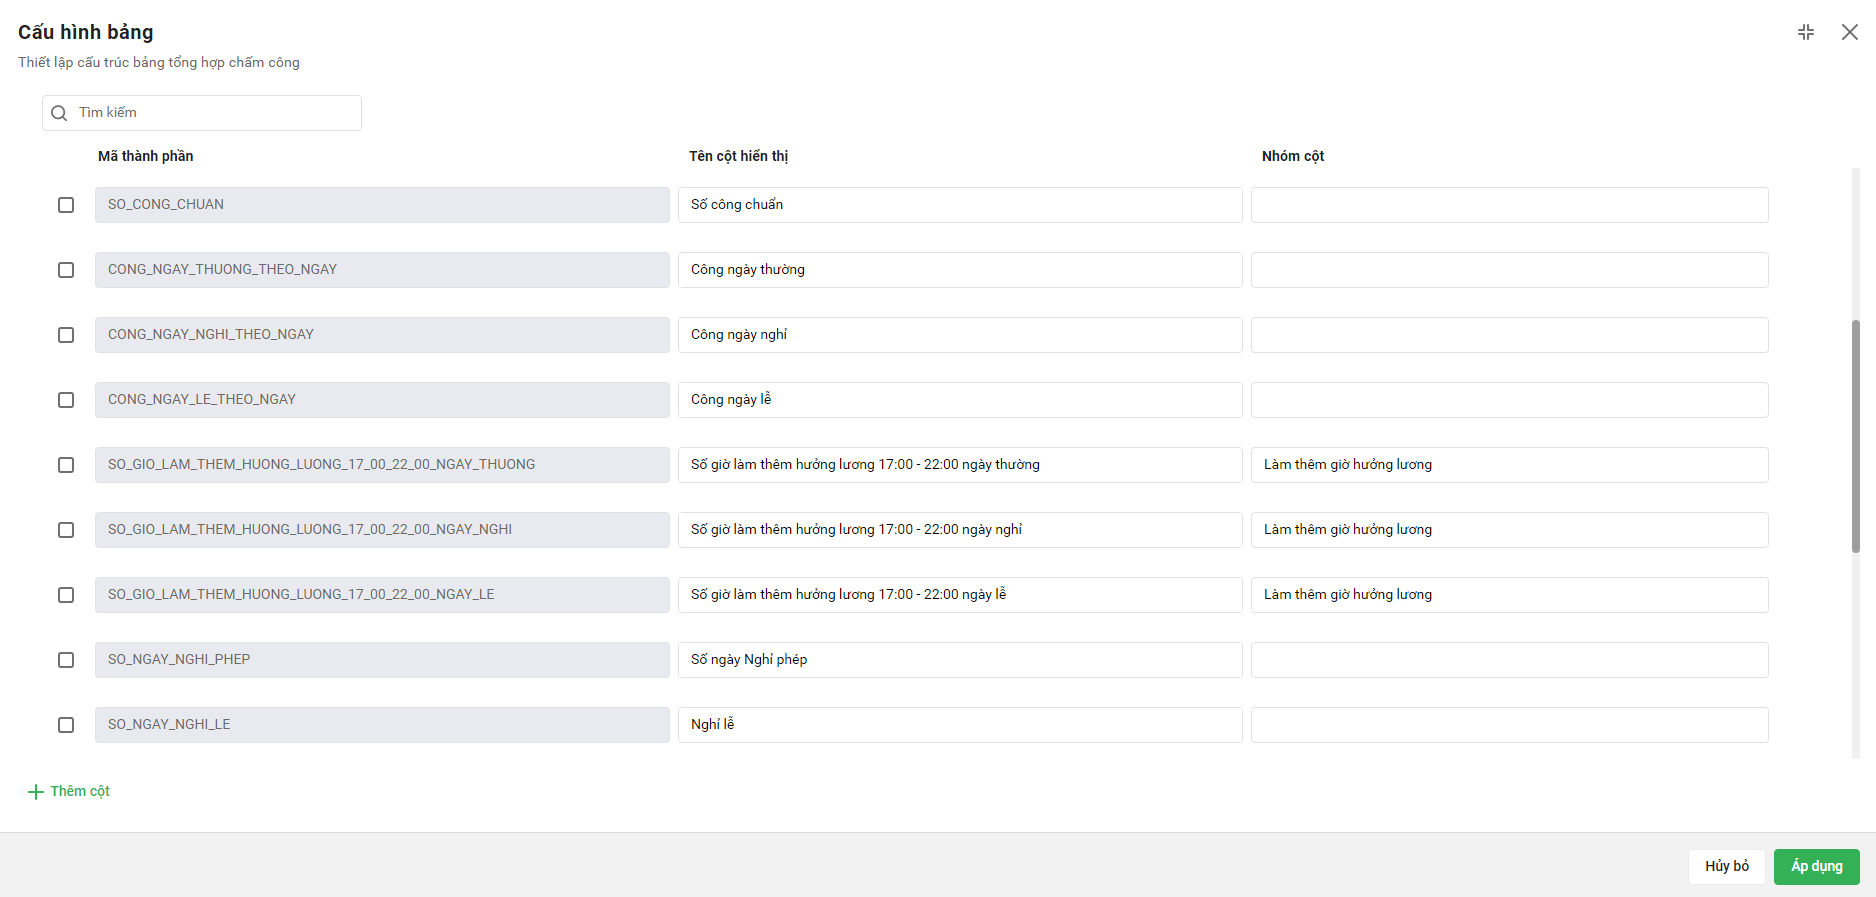 Cấu hình bảng
Thiết lập cấu trúc bảng tổng hợp chấm công
Tìm kiếm
Mã thành phần Tên cột hiển thị Nhóm cột
SO_CONG_CHUAN Số công chuẩn
CONG_NGAY_THUONG_THEO_NGAY Công ngày thường
CONG_NGAY_NGHI_THEO_NGAY Công ngày nghỉ
CONG_NGAY_LE_THEO_NGAY Công ngày lễ
SO_GIO_LAM_THEM_HUONG_LUONG_17_00_22_00_NGAY_THUONG Số giờ làm thêm hưởng lương 17:00 - 22:00 ngày thường Làm thêm giờ hưởng lương
SO_GIO_LAM_THEM_HUONG_LUONG_17_00_22_00_NGAY_NGHI Số giờ làm thêm hưởng lương 17:00 - 22:00 ngày nghỉ Làm thêm giờ hưởng lương
SO_GIO_LAM_THEM_HUONG_LUONG_17_00_22_00_NGAY_LE Số giờ làm thêm hưởng lương 17:00 - 22:00 ngày lễ Làm thêm giờ hưởng lương
SO_NGAY_NGHI_PHEP Số ngày Nghỉ phép
SO_NGAY_NGHI_LE Nghỉ lễ
Thêm cột
Hủy bỏ Áp dụng